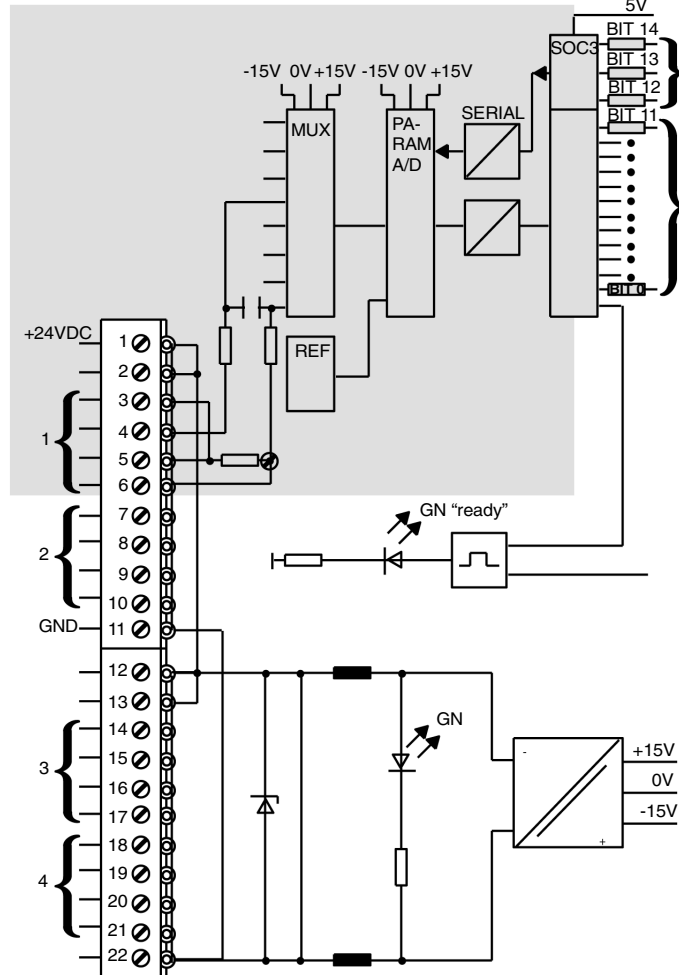 5V
BIT 14
SOC3
BIT 13
BIT 12
BIT 11
-15V 0V +15V
-15V 0V +15V
SERIAL
MUX
PA-
RAM
A/D
BIT 0
REF
+24VDC
1
2
3
4
5
6
1
7
8
9
10
2
GND
11
GN "ready"
12
13
14
15
16
17
3
18
19
20
21
4
22
GN
-
+
+15V
0V
-15V